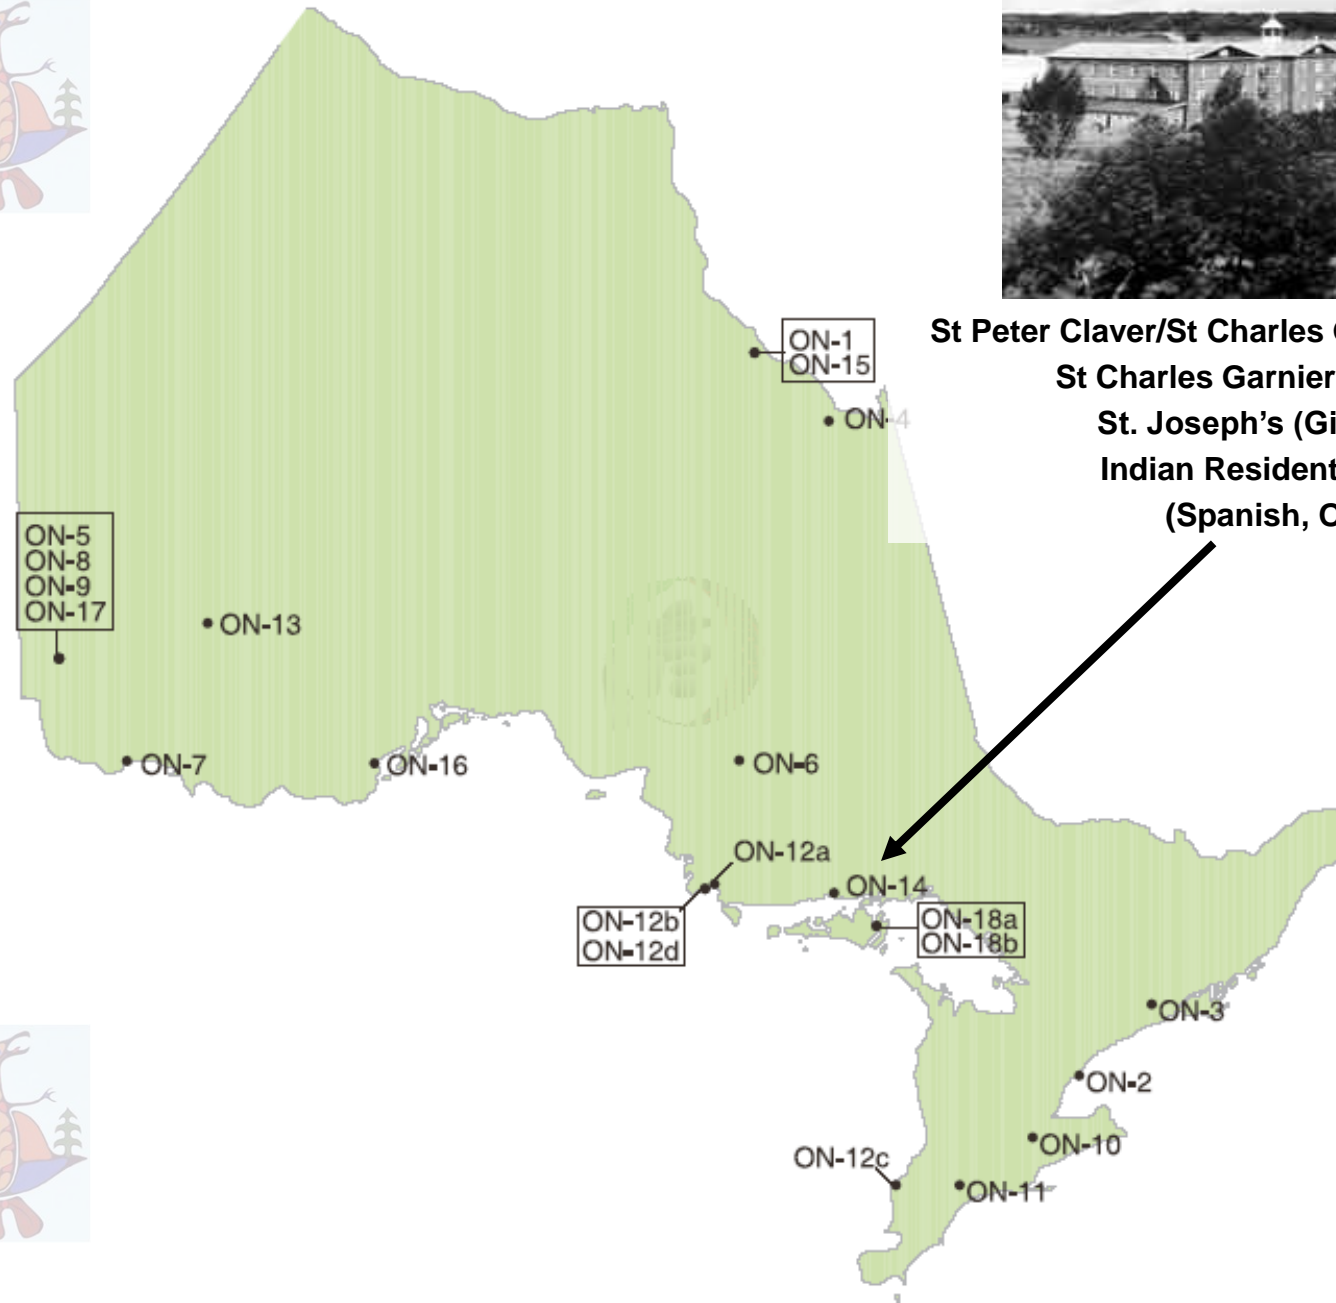 ON-1
ON-15
St Peter Claver/St Charles
St Charles Garnier
ON-4
St. Joseph's
Indian
(Spanish,
ON-5
ON-8
ON-9
ON-17
ON-13
ON-7
ON-16
ON-6
ON-12a
ON-14
ON-12b
ON-12d
ON-18a
ON-18b
ON-3
ON-2
ON-10
ON-12c
ON-11